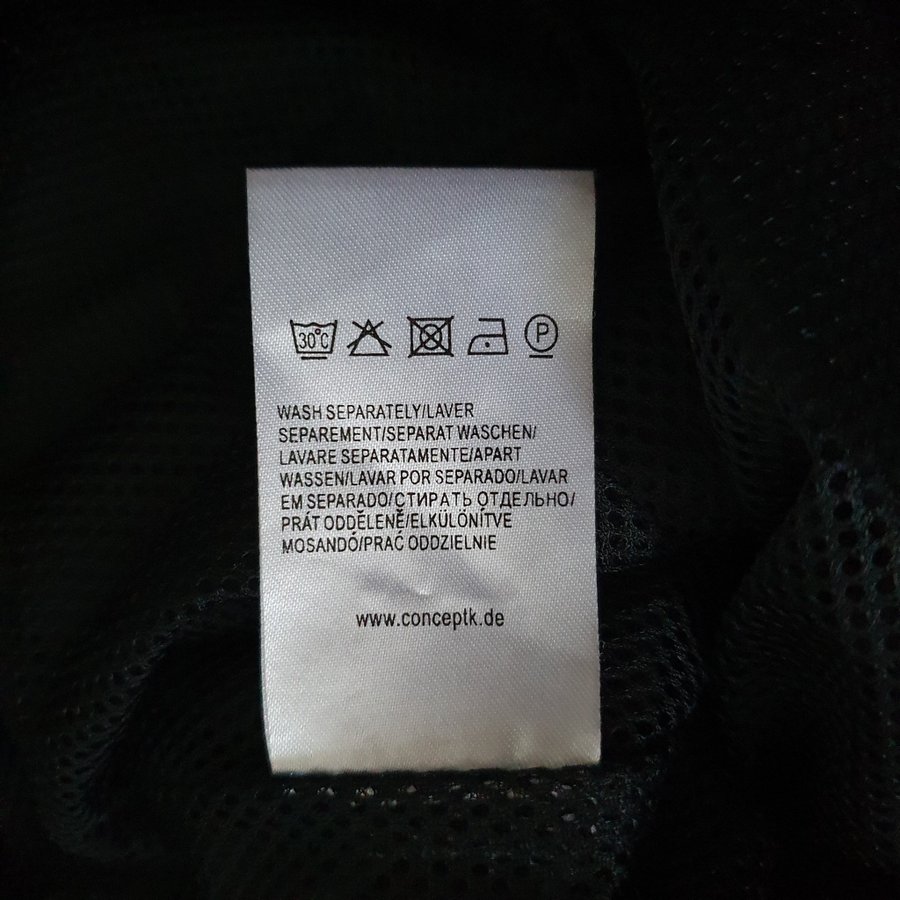 30°C P
WASH SEPARATELY/LAVER
SEPAREMENT/SEPARAT WASCHEN/
LAVARE SEPARATAMENTE/APART
WASSEN/LAVAR POR SEPARADO/LAVAR
EM SEPARADO/СТИРАТЬ ОТДЕЛЬНО/
PRÁT ODDĚLENĚ/ELKÜLÖNÍTVE
MOSANDÓ/PRAĆ ODDZIELNIE
www.conceptk.de